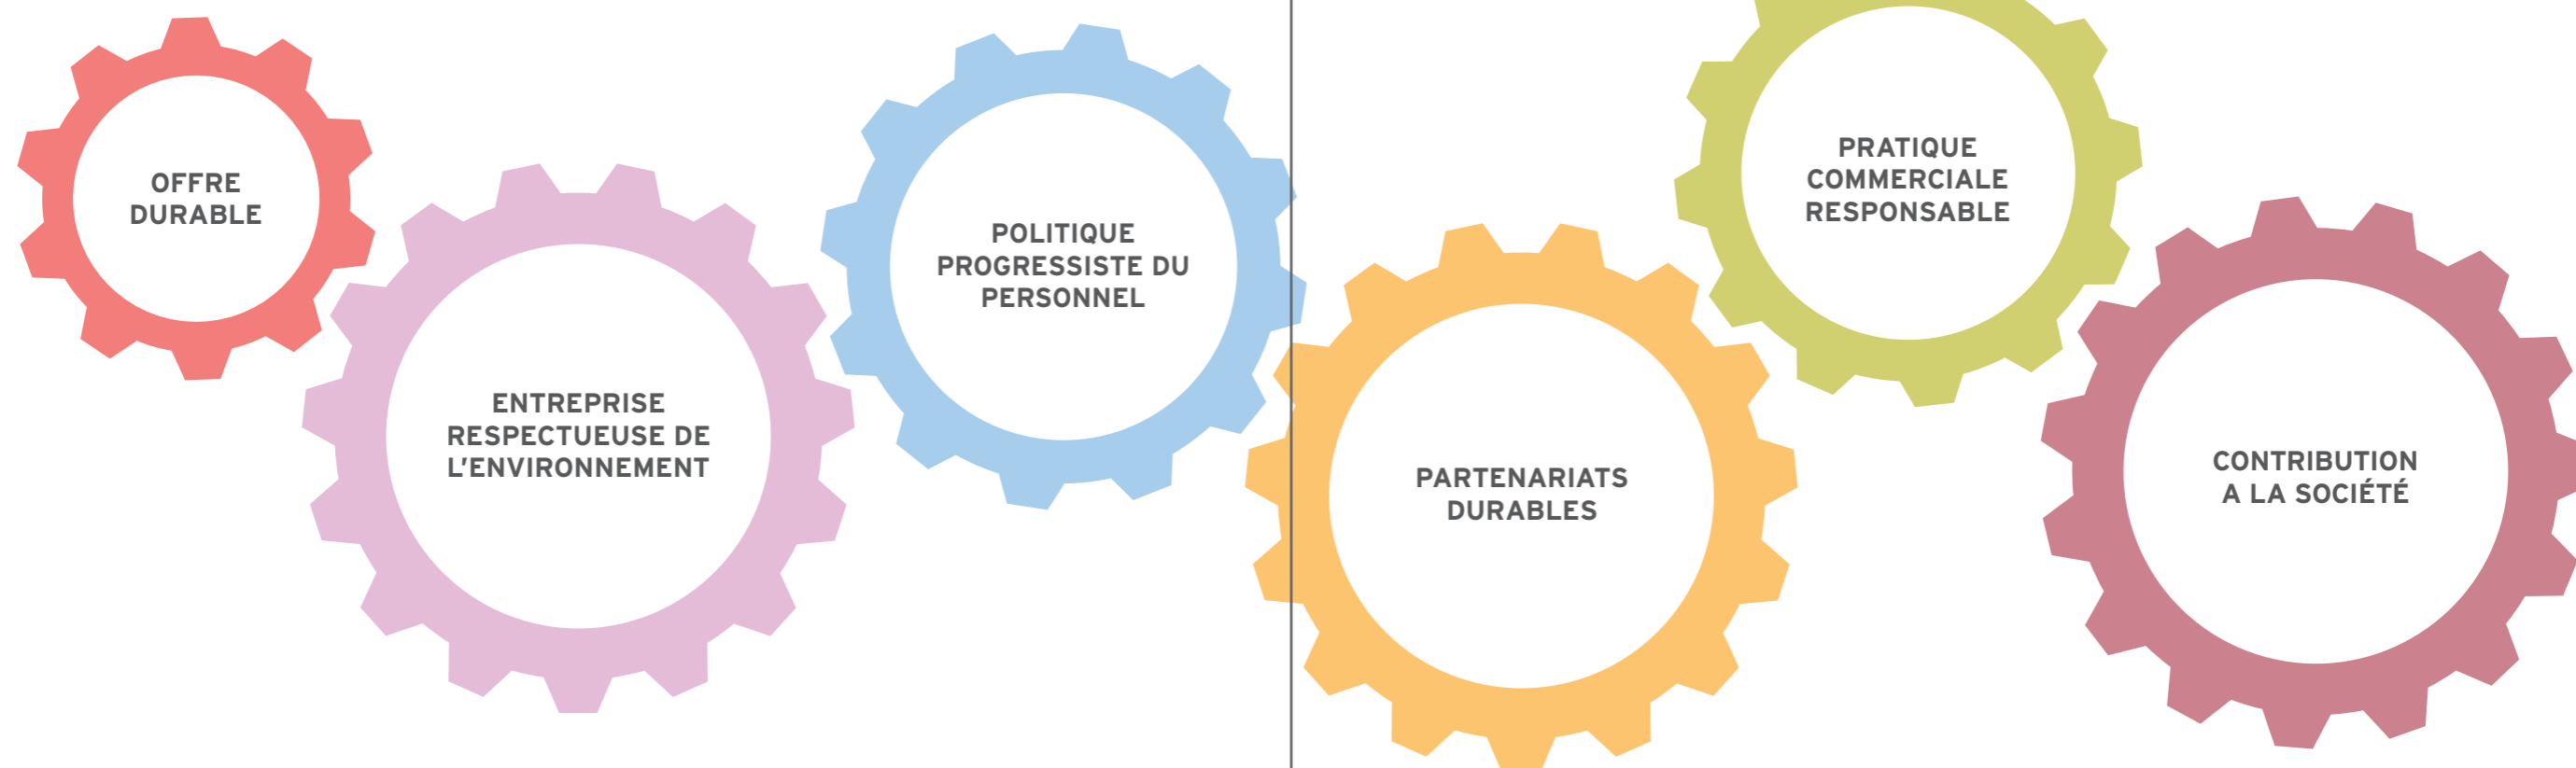 OFFRE
DURABLE
ENTREPRISE
RESPECTUEUSE DE
L'ENVIRONNEMENT
POLITIQUE
PROGRESSISTE DU
PERSONNEL
PARTENARIATS
DURABLES
PRATIQUE
COMMERCIALE
RESPONSABLE
CONTRIBUTION
A LA SOCIÉTÉ